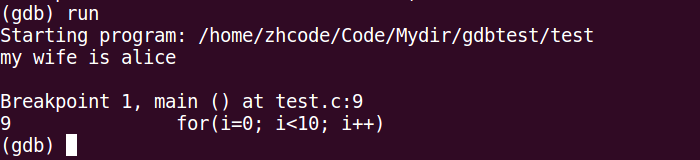 (gdb) run
Starting program: /home/zhcode/Code/Mydir/gdbtest/test
my wife is alice
Breakpoint 1, main () at test.c:9
9               for(i=0; i<10; i++)
(gdb)